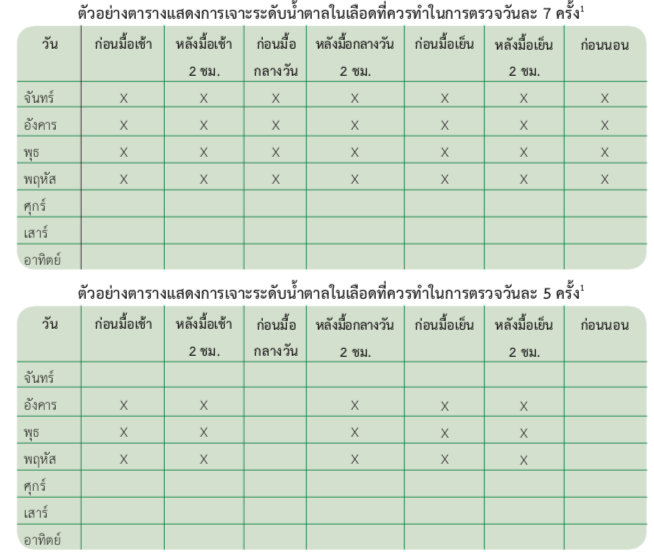 ตัวอย่างตารางแสดงการเจาะระดับน้ำตาลในเลือดที่ควรทำในการตรวจวันละ 7 ครั้ง¹
วัน ก่อนมื้อเช้า หลังมื้อเช้า 2 ชม. ก่อนมื้อกลางวัน หลังมื้อกลางวัน 2 ชม. ก่อนมื้อเย็น หลังมื้อเย็น 2 ชม. ก่อนนอน
จันทร์ X X X X X X X
อังคาร X X X X X X X
พุธ X X X X X X X
พฤหัส X X X X X X X
ศุกร์
เสาร์
อาทิตย์
ตัวอย่างตารางแสดงการเจาะระดับน้ำตาลในเลือดที่ควรทำในการตรวจวันละ 5 ครั้ง¹
วัน ก่อนมื้อเช้า หลังมื้อเช้า 2 ชม. ก่อนมื้อกลางวัน หลังมื้อกลางวัน 2 ชม. ก่อนมื้อเย็น หลังมื้อเย็น 2 ชม. ก่อนนอน
จันทร์
อังคาร X X X X X
พุธ X X X X X
พฤหัส X X X X X
ศุกร์
เสาร์
อาทิตย์